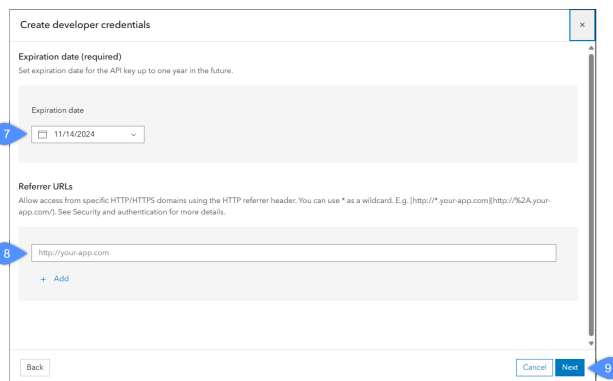 Create developer credentials
×
Expiration date (required)
Set expiration date for the API key up to one year in the future.
Expiration date
7
11/14/2024
Referrer URLs
Allow access from specific HTTP/HTTPS domains using the HTTP referrer header. You can use * as a wildcard. E.g. [http://*.your-app.com](http://%2A.your-
app.com/). See Security and authentication for more details.
8
http://your-app.com
+ Add
Back
Cancel
Next
9